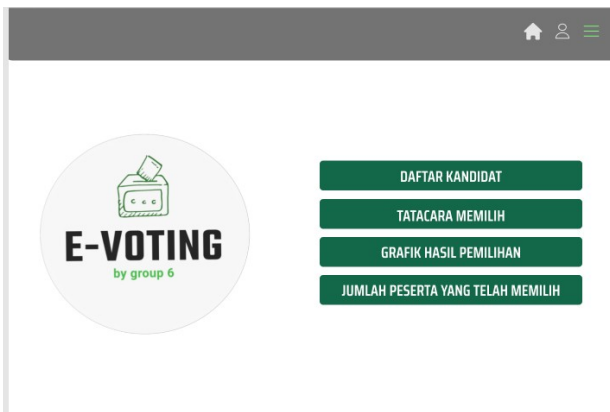 E-VOTING
by group 6
DAFTAR KANDIDAT
TATACARA MEMILIH
GRAFIK HASIL PEMILIHAN
JUMLAH PESERTA YANG TELAH MEMILIH